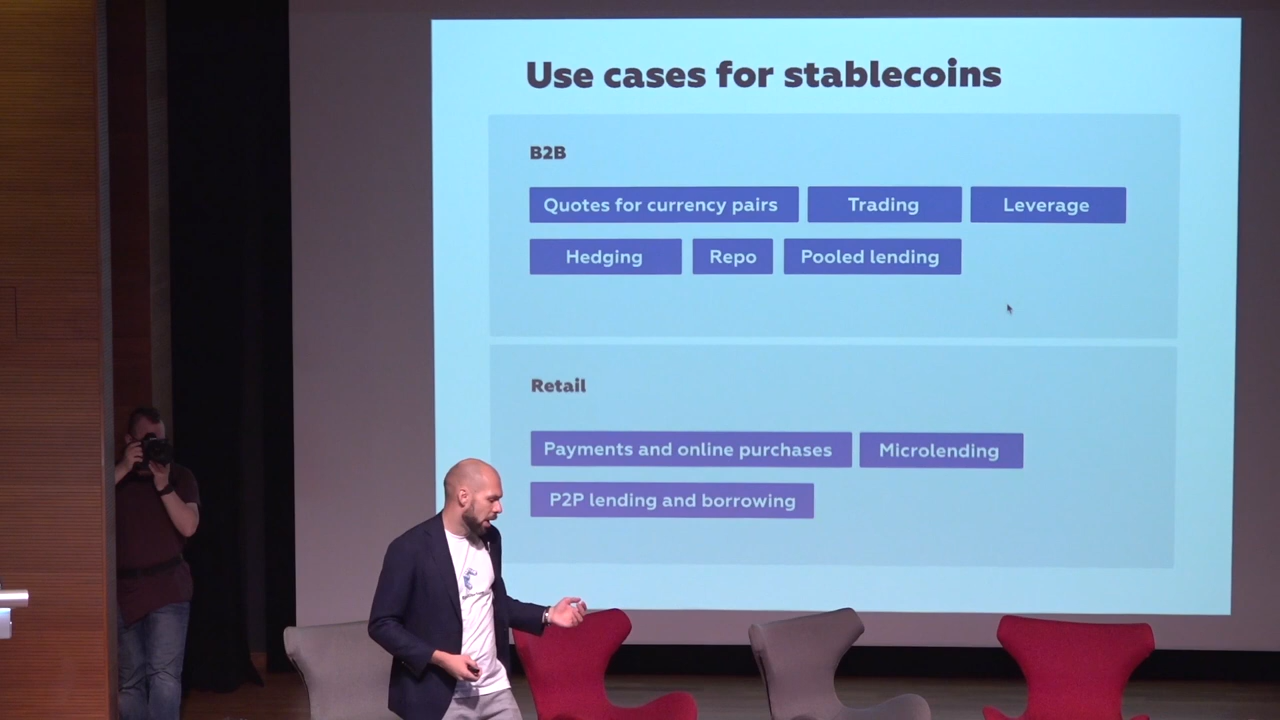 Use cases for stablecoins
B2B
Quotes for currency pairs
Trading
Leverage
Hedging
Repo
Pooled lending
Retail
Payments and online purchases
Microlending
P2P lending and borrowing